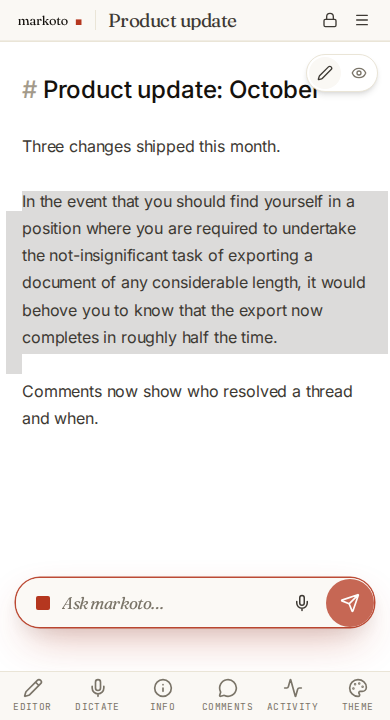 markoto
Product update
# Product update: October
Three changes shipped this month.
In the event that you should find yourself in a
position where you are required to undertake
the not-insignificant task of exporting a
document of any considerable length, it would
behove you to know that the export now
completes in roughly half the time.
Comments now show who resolved a thread
and when.
Ask markoto...
EDITOR
DICTATE
INFO
COMMENTS
ACTIVITY
THEME